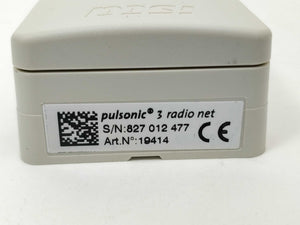 pulsonic® 3 radio net
S/N:827 012 477
Art.N°:19414
CE